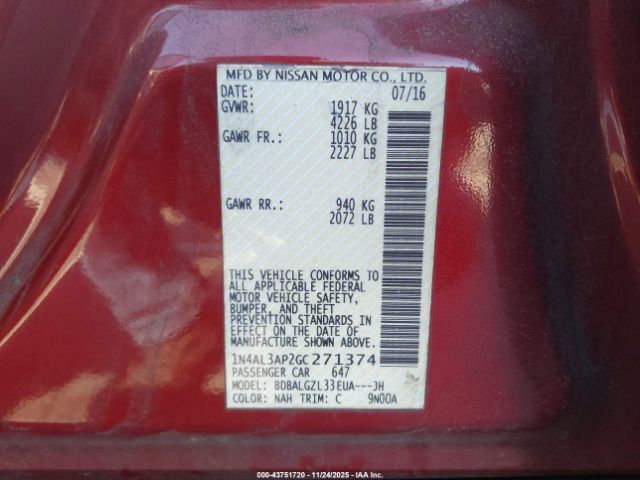 MFD BY NISSAN MOTOR CO., LTD.
DATE: 07/16
GVWR: 1917 KG
4226 LB
GAWR FR.: 1010 KG
2227 LB
GAWR RR.: 940 KG
2072 LB
THIS VEHICLE CONFORMS TO
ALL APPLICABLE FEDERAL
MOTOR VEHICLE SAFETY,
BUMPER, AND THEFT
PREVENTION STANDARDS IN
EFFECT ON THE DATE OF
MANUFACTURE SHOWN ABOVE.
1N4AL3AP2GC271374
PASSENGER CAR 647
MODEL: BDBALGZL33EUA---JH
COLOR: NAH TRIM: C 9N00A
000-43751720 - 11/24/2025 - IAA Inc.